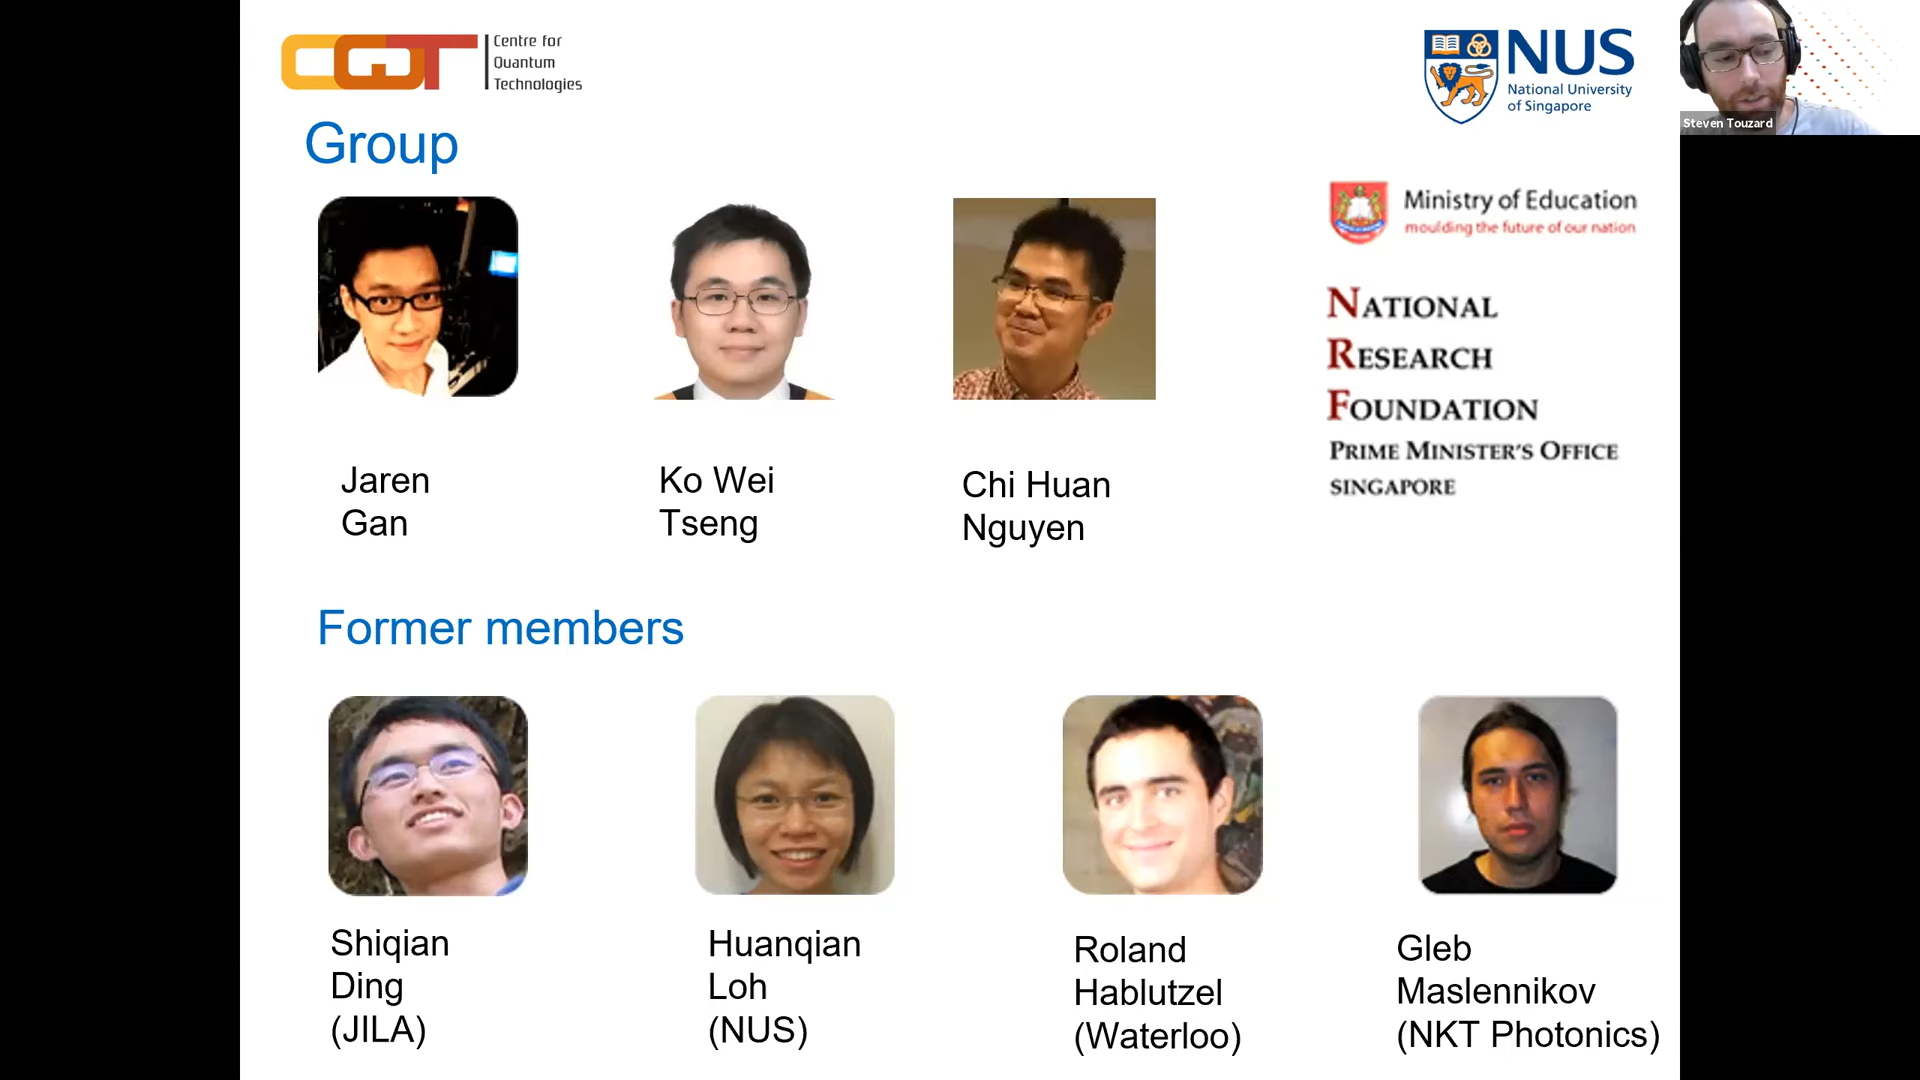 CQT
Centre for
Quantum
Technologies
NUS
National University
of Singapore
Steven Touzard
Group
Ministry of Education
moulding the future of our nation
NATIONAL
RESEARCH
FOUNDATION
PRIME MINISTER'S OFFICE
SINGAPORE
Jaren
Gan
Ko Wei
Tseng
Chi Huan
Nguyen
Former members
Shiqian
Ding
(JILA)
Huanqian
Loh
(NUS)
Roland
Hablutzel
(Waterloo)
Gleb
Maslennikov
(NKT Photonics)